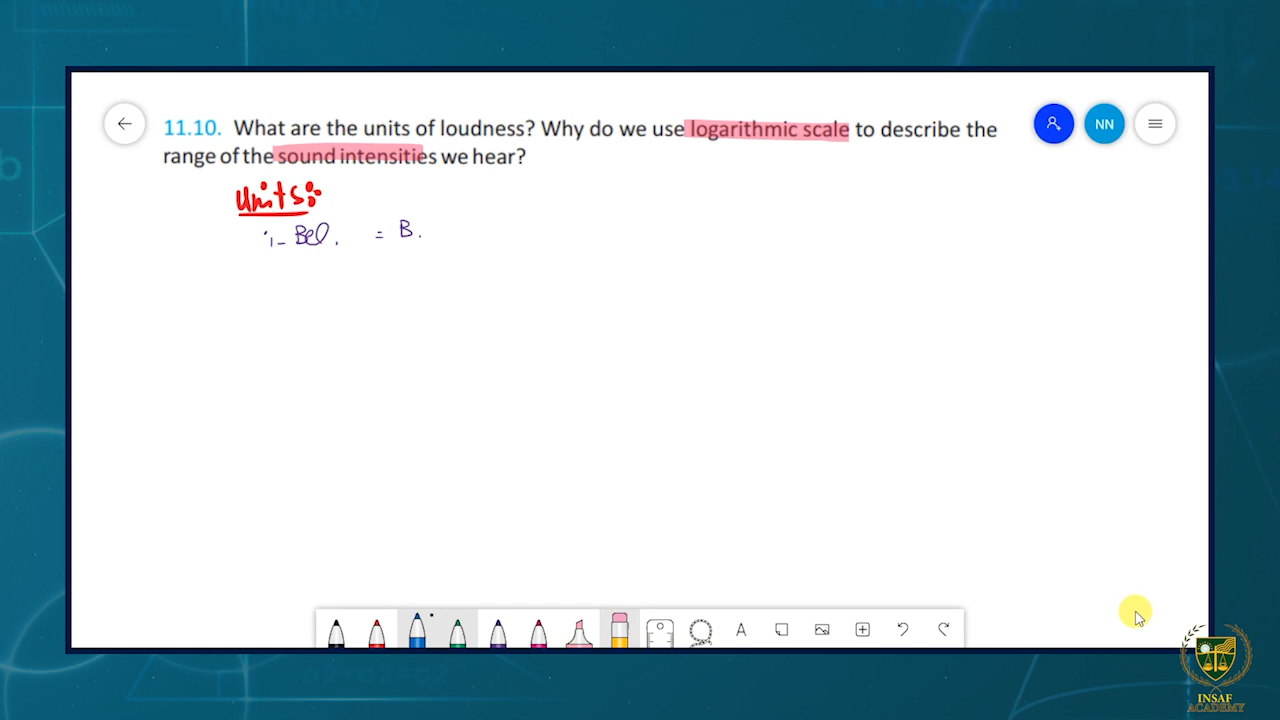 11.10. What are the units of loudness? Why do we use logarithmic scale to describe the
range of the sound intensities we hear?
NN
Units:
i- Bel. = B.
A
INSAF
ACADEMY